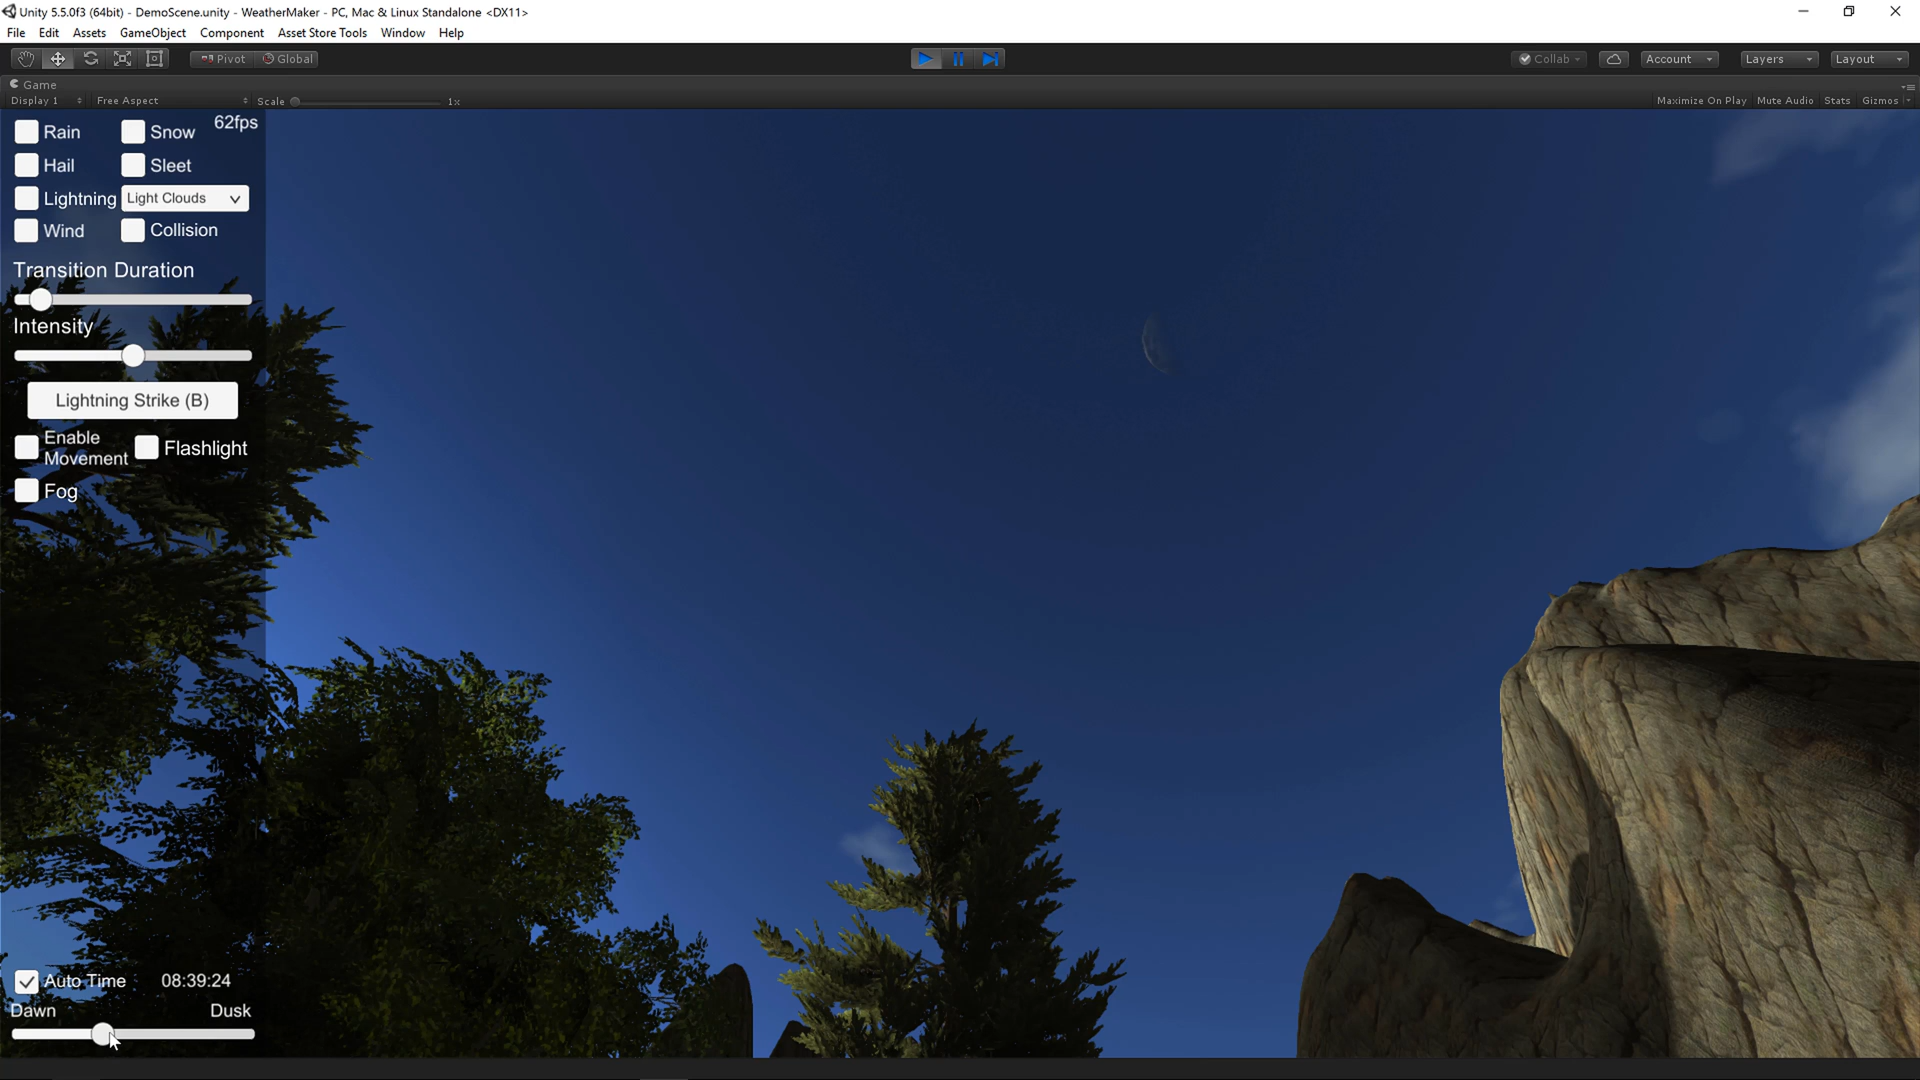 Unity 5.5.0f3 (64bit) - DemoScene.unity - WeatherMaker - PC, Mac & Linux Standalone <DX11>
File Edit Assets GameObject Component Asset Store Tools Window Help
Pivot Global Collab Account Layers Layout
Game
Display 1 Free Aspect Scale 1x Maximize On Play Mute Audio Stats Gizmos
62fps
Rain Snow
Hail Sleet
Lightning Light Clouds
Wind Collision
Transition Duration
Intensity
Lightning Strike (B)
Enable
Movement Flashlight
Fog
Auto Time 08:39:24
Dawn Dusk